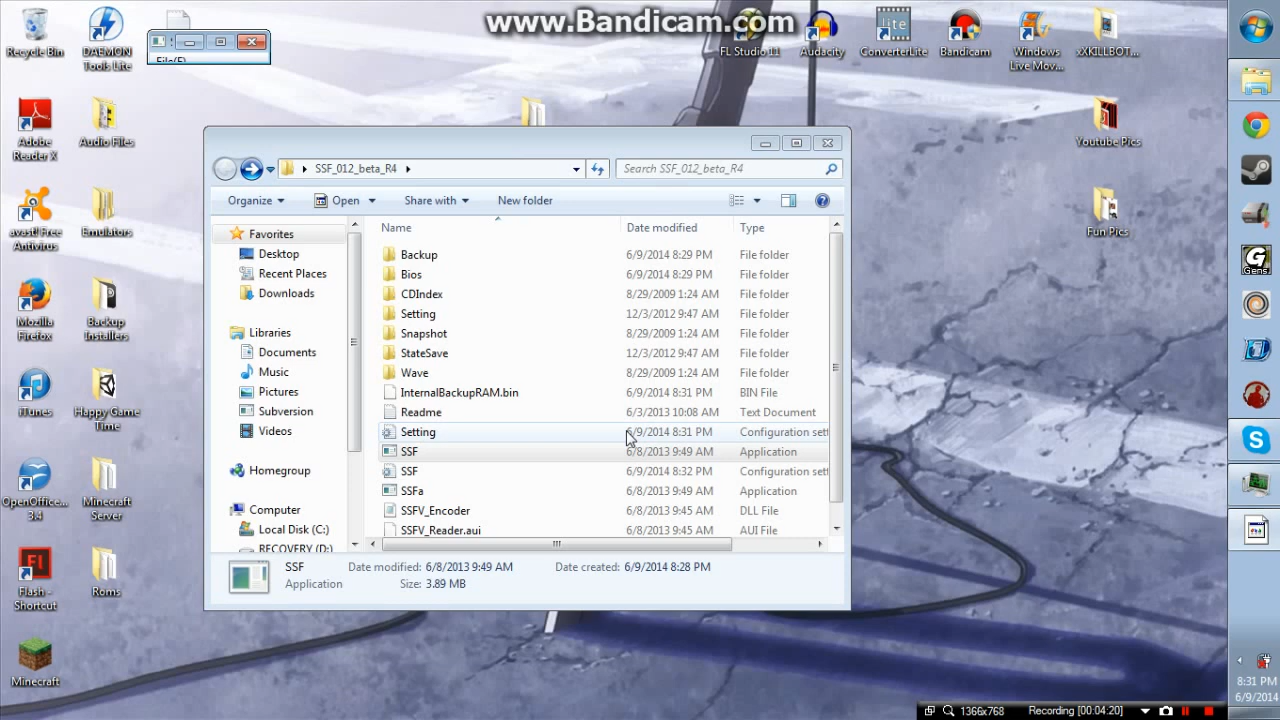 www.Bandicam.com
Recycle Bin
DAEMON Tools Lite
File(F)
FL Studio 11
Audacity
ConverterLite
Bandicam
Windows Live Mov...
xXKILLBOT...
Adobe Reader X
Audio Files
Youtube Pics
avast! Free Antivirus
Emulators
Fun Pics
Mozilla Firefox
Backup Installers
iTunes
Happy Game Time
OpenOffice... 3.4
Minecraft Server
Flash - Shortcut
Roms
Minecraft
SSF_012_beta_R4
Search SSF_012_beta_R4
Organize
Open
Share with
New folder
Name Date modified Type
Favorites
Desktop
Recent Places
Downloads
Libraries
Documents
Music
Pictures
Subversion
Videos
Homegroup
Computer
Local Disk (C:)
RECOVERY (D:)
Backup 6/9/2014 8:29 PM File folder
Bios 6/9/2014 8:29 PM File folder
CDIndex 8/29/2009 1:24 AM File folder
Setting 12/3/2012 9:47 AM File folder
Snapshot 8/29/2009 1:24 AM File folder
StateSave 12/3/2012 9:47 AM File folder
Wave 8/29/2009 1:24 AM File folder
InternalBackupRAM.bin 6/9/2014 8:31 PM BIN File
Readme 6/3/2013 10:08 AM Text Document
Setting 6/9/2014 8:31 PM Configuration sett
SSF 6/8/2013 9:49 AM Application
SSF 6/9/2014 8:32 PM Configuration sett
SSFa 6/8/2013 9:49 AM Application
SSFV_Encoder 6/8/2013 9:45 AM DLL File
SSFV_Reader.aui 6/8/2013 9:45 AM AUI File
SSF Date modified: 6/8/2013 9:49 AM Date created: 6/9/2014 8:28 PM
Application Size: 3.89 MB
G
Gens
8:31 PM
6/9/2014
1366x768 Recording [00:04:20]